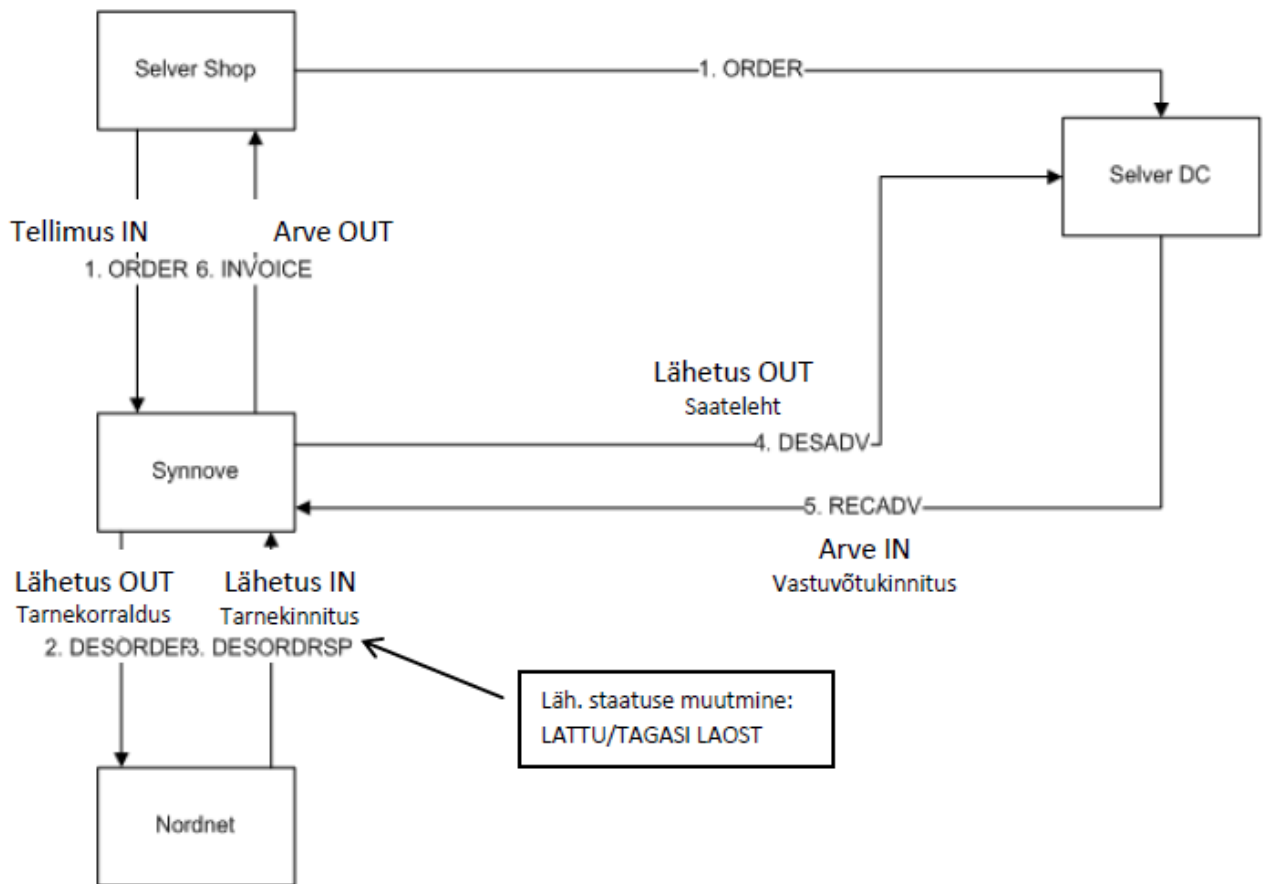 Selver Shop
1. ORDER
Selver DC
Tellimus IN
Arve OUT
1. ORDER 6. INVOICE
Lähetus OUT
Saateleht
4. DESADV
Synnove
5. RECADV
Arve IN
Vastuvõtukinnitus
Lähetus OUT
Tarnekorraldus
Lähetus IN
Tarnekinnitus
2. DESORDER
3. DESORDRSP
Läh. staatuse muutmine:
LATTU/TAGASI LAOST
Nordnet